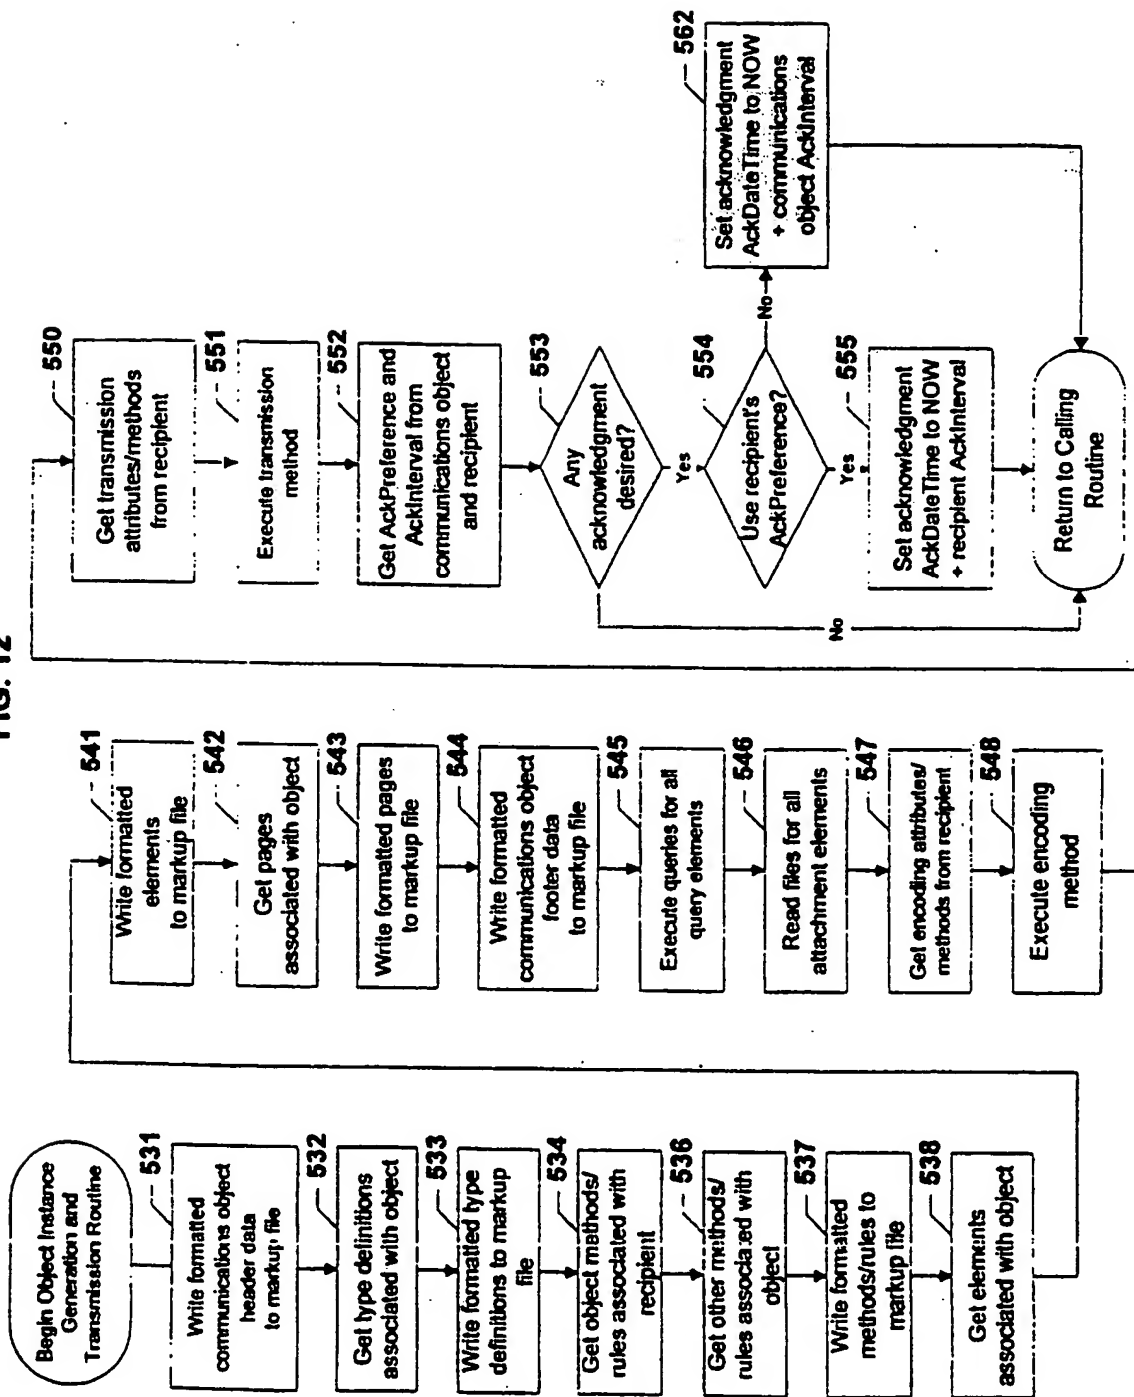 FIG. 12
Begin Object Instance
Generation and
Transmission Routine
531
Write formatted
communications object
header data
to markup file
532
Get type definitions
associated with object
533
Write formatted type
definitions to markup
file
534
Get object methods/
rules associated with
recipient
536
Get other methods/
rules associated with
object
537
Write formatted
methods/rules to
markup file
538
Get elements
associated with object
541
Write formatted
elements
to markup file
542
Get pages
associated with object
543
Write formatted pages
to markup file
544
Write formatted
communications object
footer data
to markup file
545
Execute queries for all
query elements
546
Read files for all
attachment elements
547
Get encoding attributes/
methods from recipient
548
Execute encoding
method
550
Get transmission
attributes/methods
from recipient
551
Execute transmission
method
552
Get AckPreference and
AckInterval from
communications object
and recipient
553
Any
acknowledgment
desired?
Yes
No
554
Use recipient's
AckPreference?
No
Yes
555
Set acknowledgment
AckDateTime to NOW
+ recipient AckInterval
562
Set acknowledgment
AckDateTime to NOW
+ communications
object AckInterval
Return to Calling
Routine